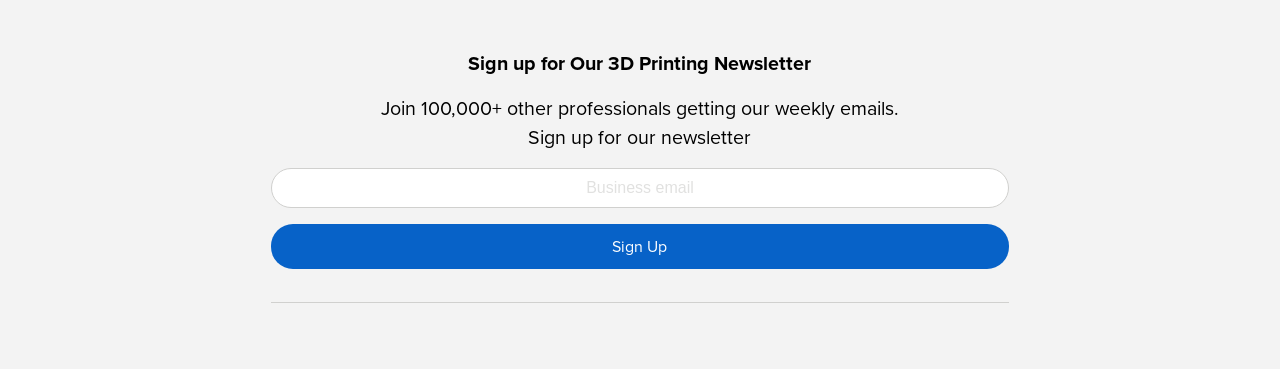 Sign up for Our 3D Printing Newsletter
Join 100,000+ other professionals getting our weekly emails.
Sign up for our newsletter
Business email
Sign Up